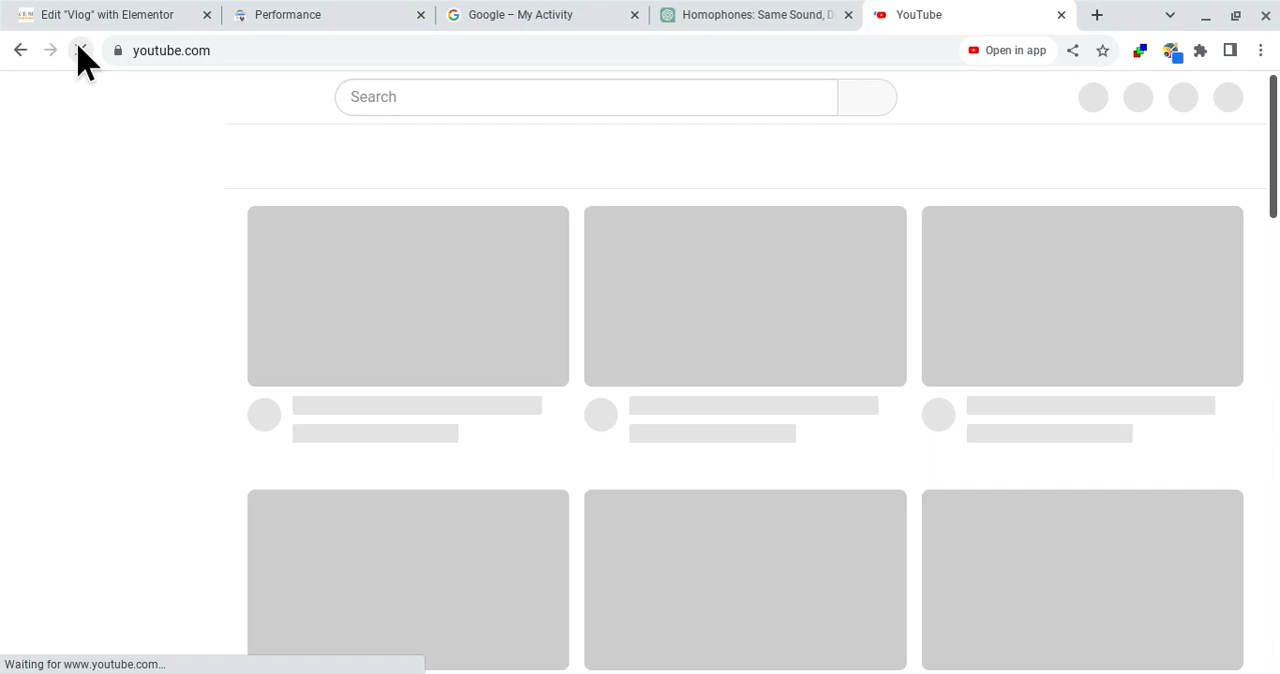 Edit "Vlog" with Elementor
Performance
Google – My Activity
Homophones: Same Sound, D
YouTube
youtube.com
Open in app
Search
Waiting for www.youtube.com…